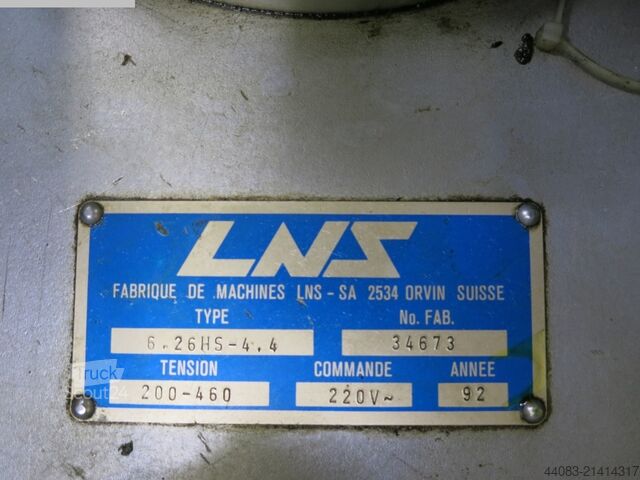 LNS
FABRIQUE DE MACHINES LNS - SA 2534 ORVIN SUISSE
TYPE No. FAB.
6.26HS-4.4 34673
TENSION COMMANDE ANNEE
200-460 220V~ 92
Truck
Scout24
44083-21414317